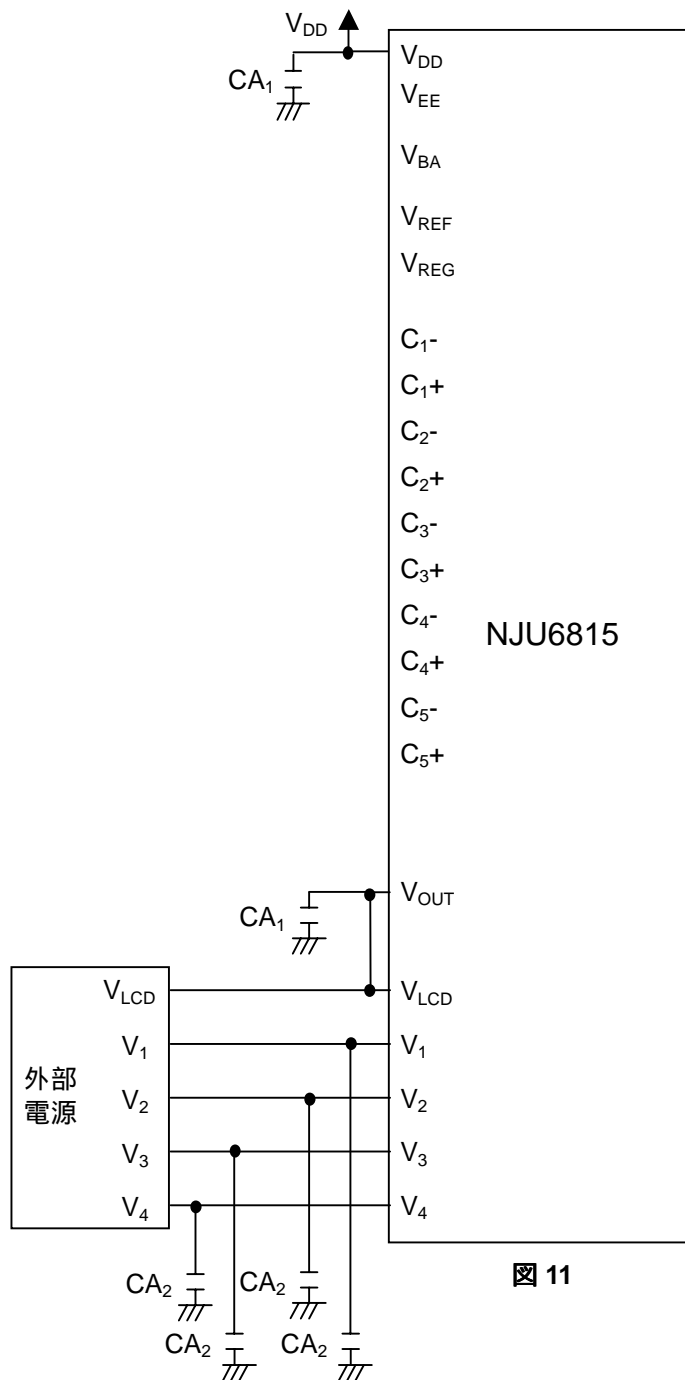 VDD
VDD
CA1
VEE
VBA
VREF
VREG
C1-
C1+
C2-
C2+
C3-
C3+
C4-
NJU6815
C4+
C5-
C5+
VOUT
CA1
VLCD
VLCD
V1
V1
外部
電源
V2
V2
V3
V3
V4
V4
図 11
CA2
CA2
CA2
CA2